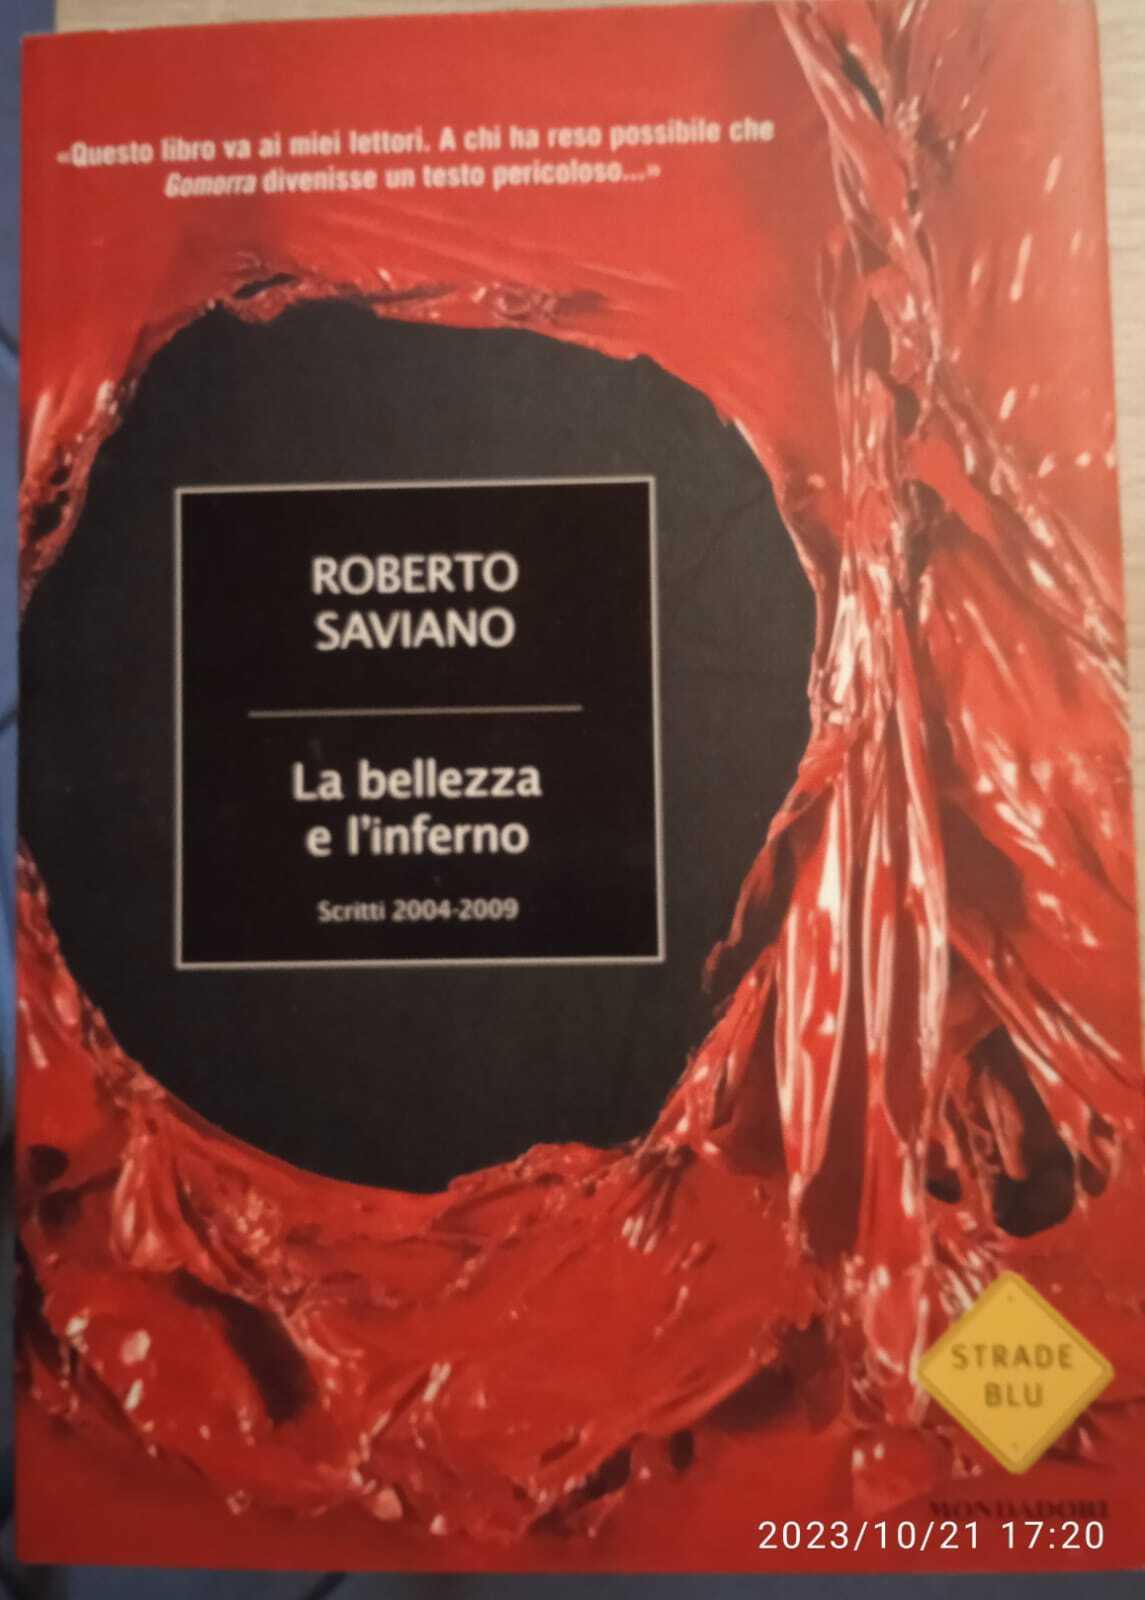 «Questo libro va ai miei lettori. A chi ha reso possibile che
Gomorra divenisse un testo pericoloso...»
ROBERTO
SAVIANO
La bellezza
e l'inferno
Scritti 2004-2009
STRADE
BLU
MONDADORI
2023/10/21 17:20